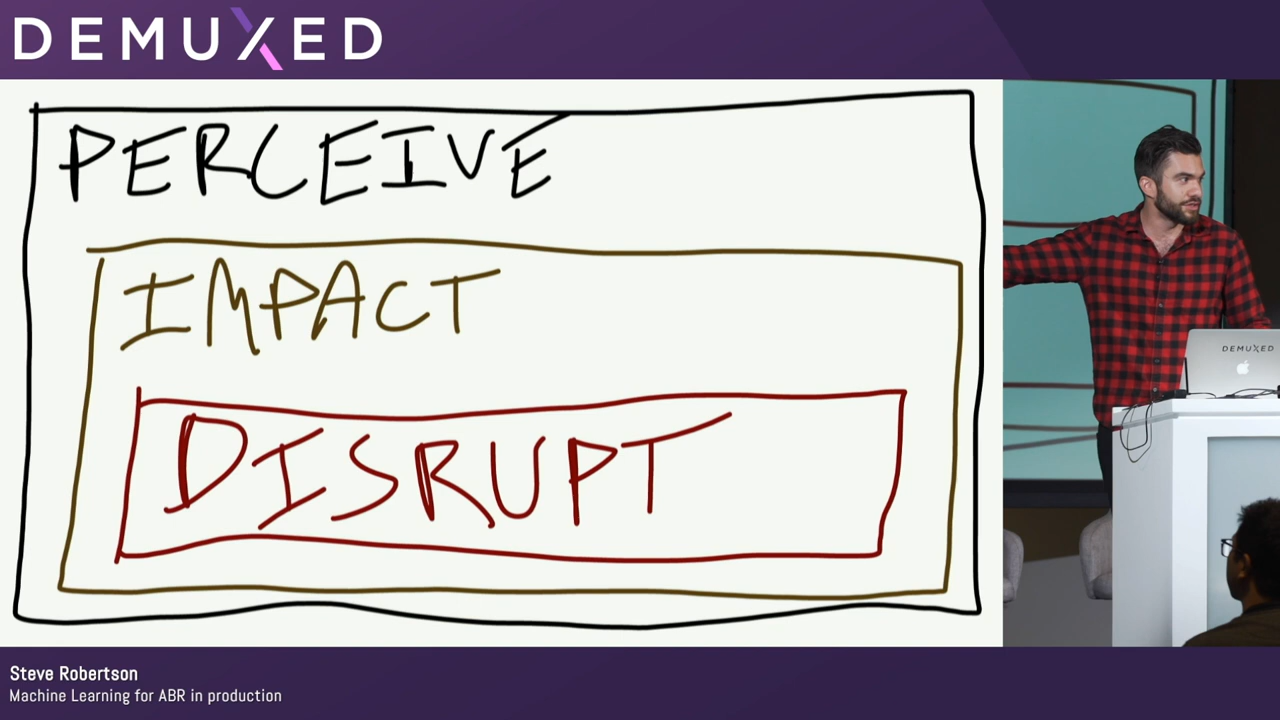 DEMUXED
PERCEIVE
IMPACT
DISRUPT
DEMUXED
Steve Robertson
Machine Learning for ABR in production